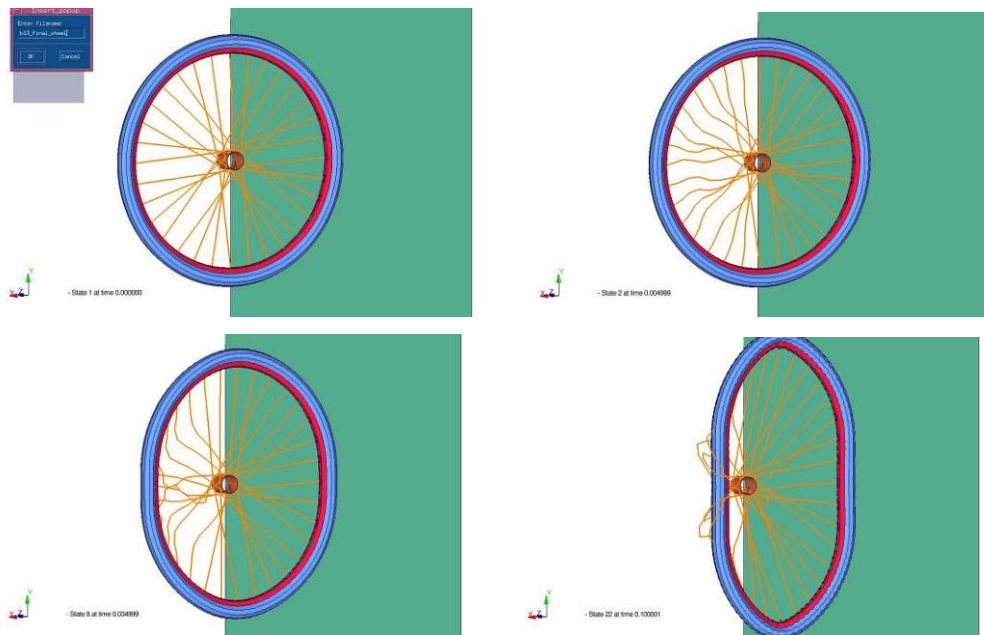 Insert_popup
Enter Filename
b13_final_wheel
OK
Cancel
Y
X Z
- State 1 at time 0.000000
Y
X Z
- State 2 at time 0.004999
Y
X Z
- State 8 at time 0.034999
Y
X Z
- State 22 at time 0.100001